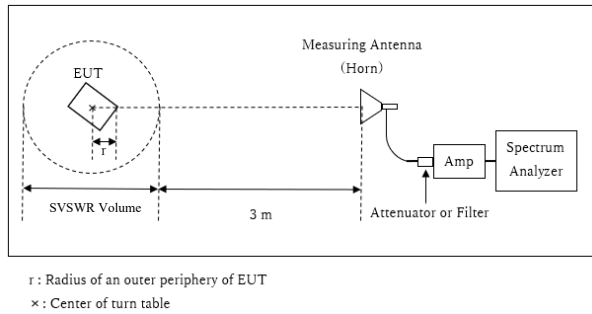 Measuring Antenna
(Horn)
EUT
×
r
Amp
Spectrum
Analyzer
SVSWR Volume
3 m
Attenuator or Filter
r : Radius of an outer periphery of EUT
× : Center of turn table